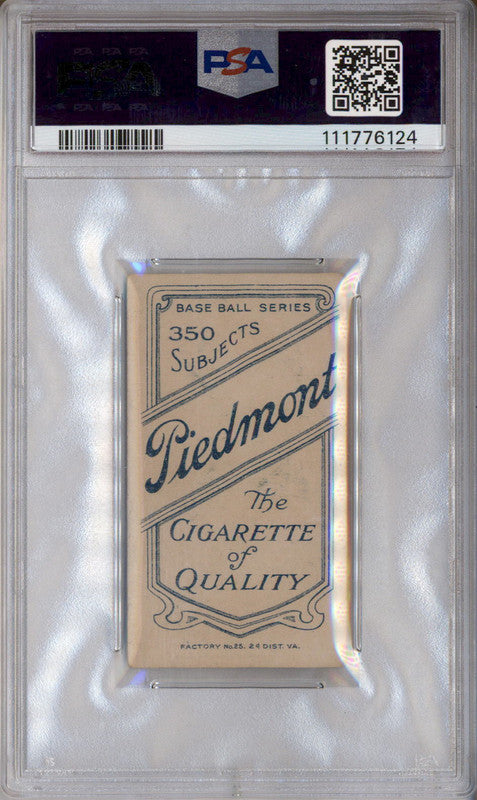 PSA
111776124
BASE BALL SERIES
350
SUBJECTS
Piedmont
The
CIGARETTE
of
QUALITY
FACTORY No. 25. 2d DIST. VA.